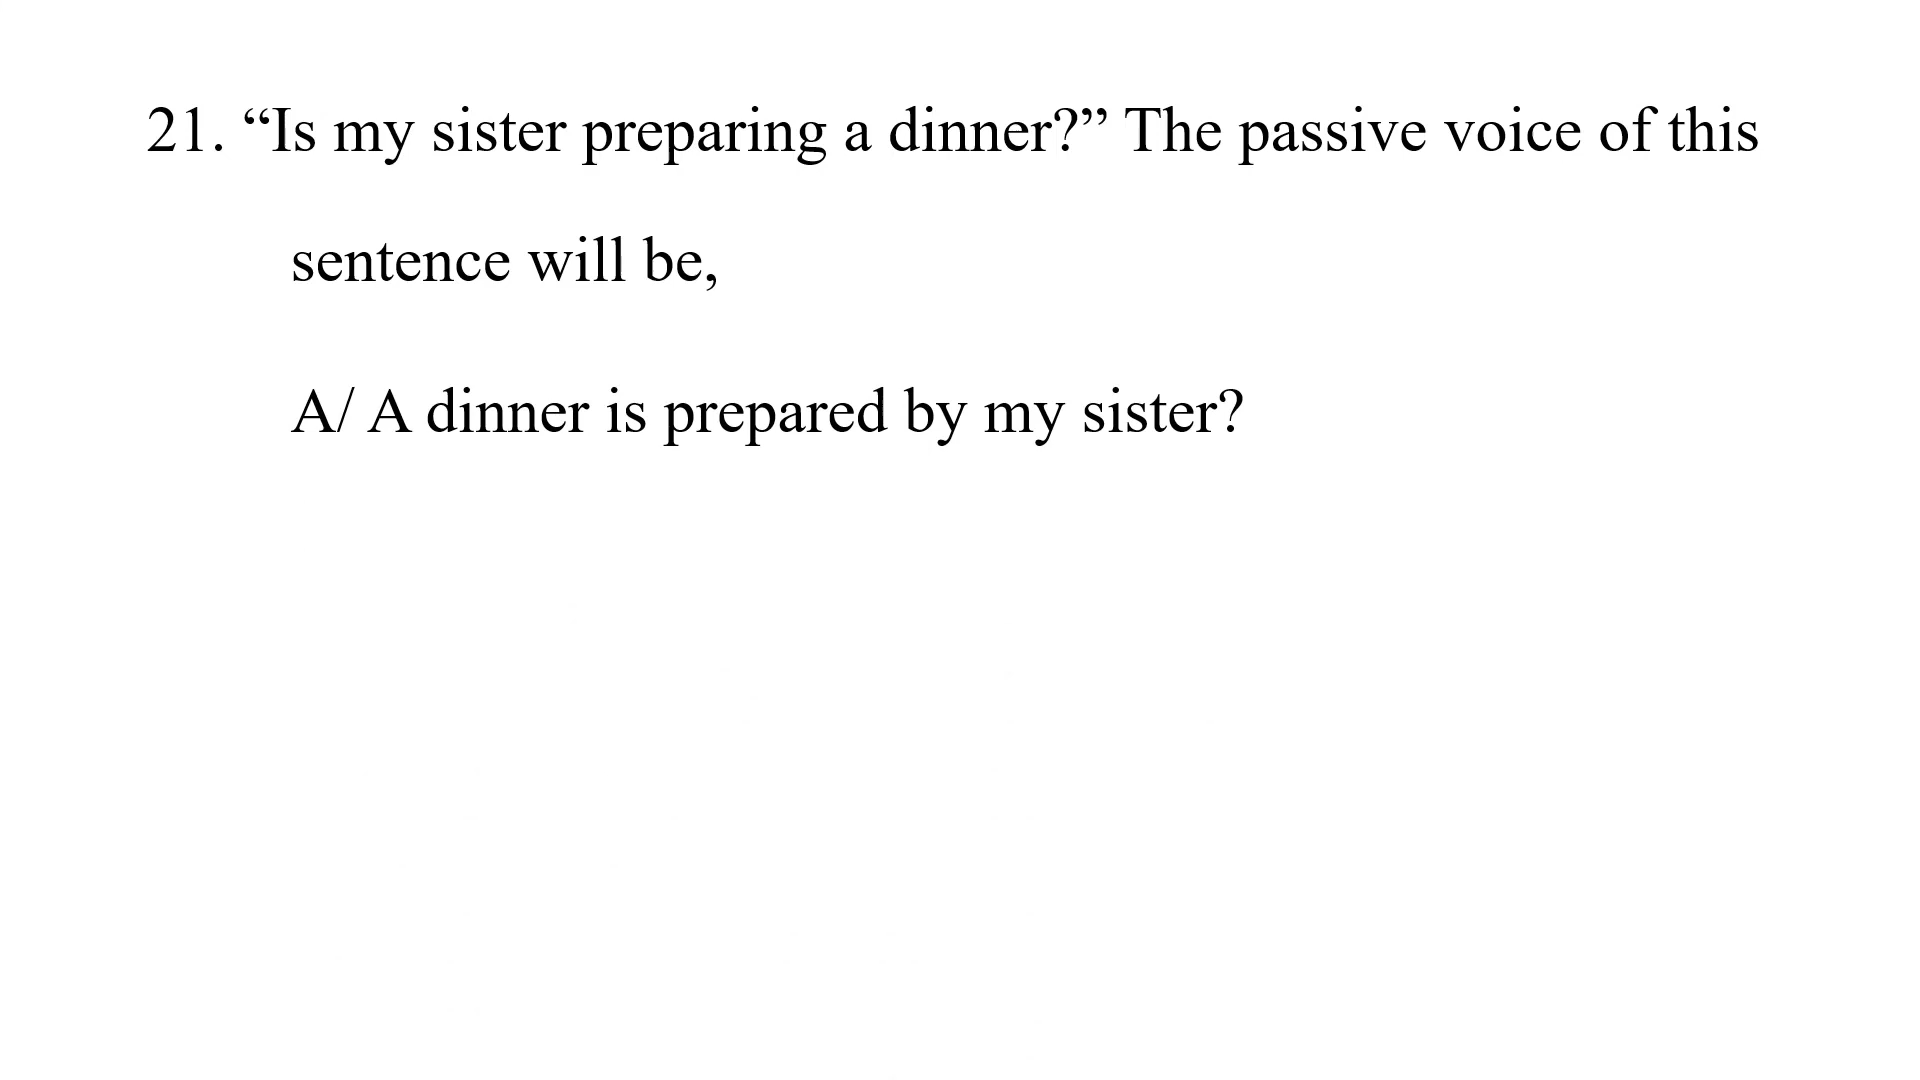 21. “Is my sister preparing a dinner?” The passive voice of this
sentence will be,
A/ A dinner is prepared by my sister?